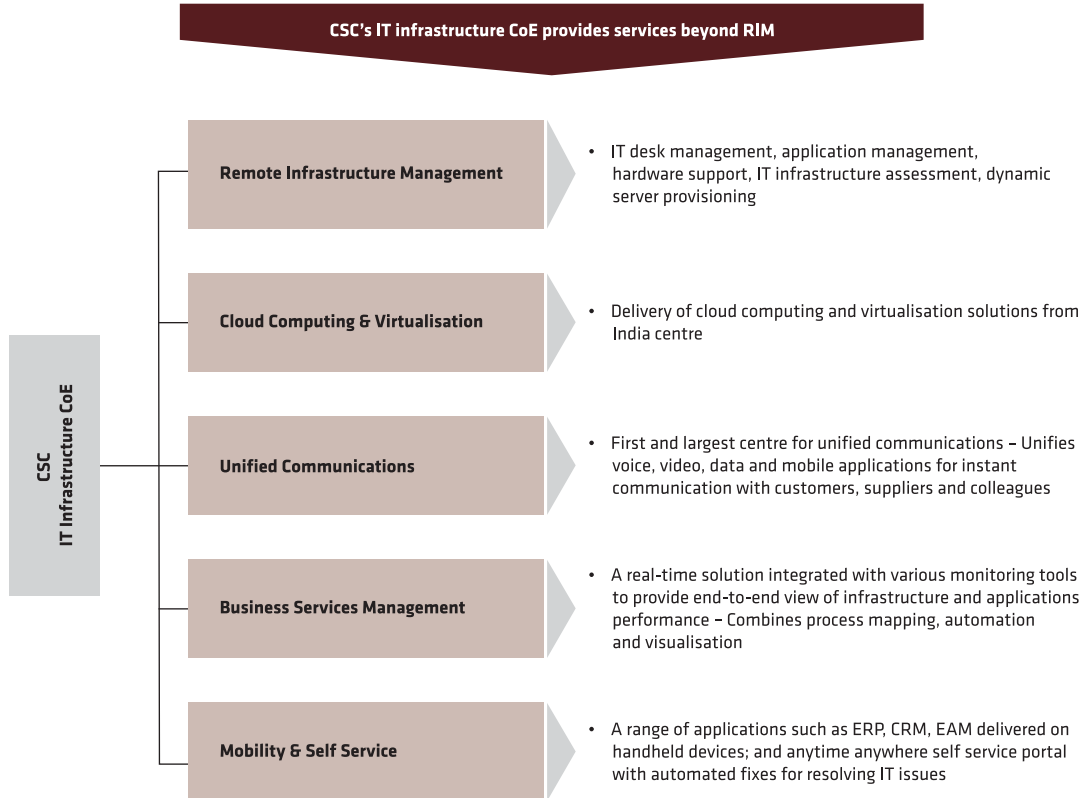 CSC's IT infrastructure CoE provides services beyond RIM
CSC
IT Infrastructure CoE
Remote Infrastructure Management
• IT desk management, application management,
hardware support, IT infrastructure assessment, dynamic
server provisioning
Cloud Computing & Virtualisation
• Delivery of cloud computing and virtualisation solutions from
India centre
Unified Communications
• First and largest centre for unified communications – Unifies
voice, video, data and mobile applications for instant
communication with customers, suppliers and colleagues
Business Services Management
• A real-time solution integrated with various monitoring tools
to provide end-to-end view of infrastructure and applications
performance – Combines process mapping, automation
and visualisation
Mobility & Self Service
• A range of applications such as ERP, CRM, EAM delivered on
handheld devices; and anytime anywhere self service portal
with automated fixes for resolving IT issues